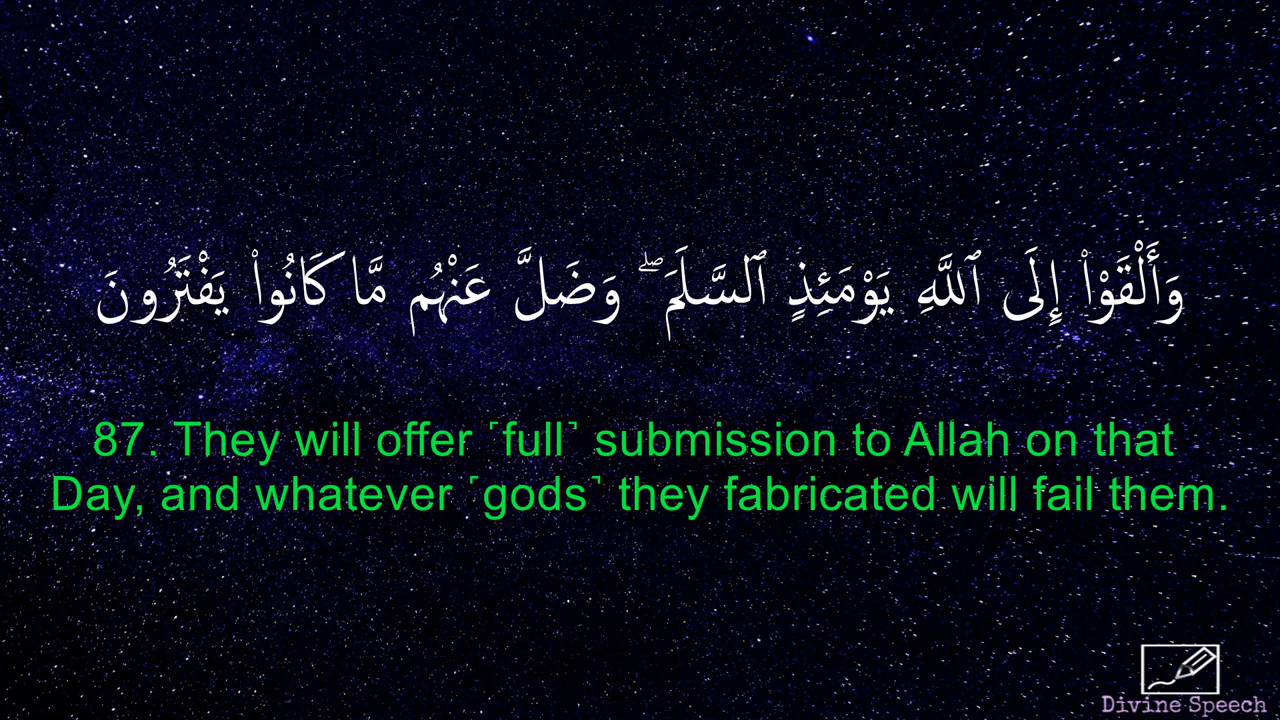 وَأَلْقَوْا۟ إِلَى ٱللَّهِ يَوْمَئِذٍ ٱلسَّلَمَ ۖ وَضَلَّ عَنْهُم مَّا كَانُوا۟ يَفْتَرُونَ
87. They will offer ˹full˺ submission to Allah on that
Day, and whatever ˹gods˺ they fabricated will fail them.
Divine Speech